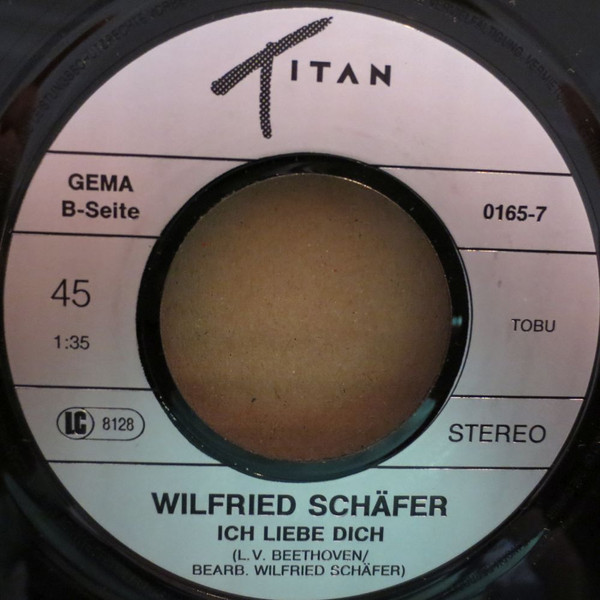 TITAN
GEMA
B-Seite
0165-7
45
1:35
TOBU
LC 8128
STEREO
WILFRIED SCHÄFER
ICH LIEBE DICH
(L.V. BEETHOVEN/
BEARB. WILFRIED SCHÄFER)